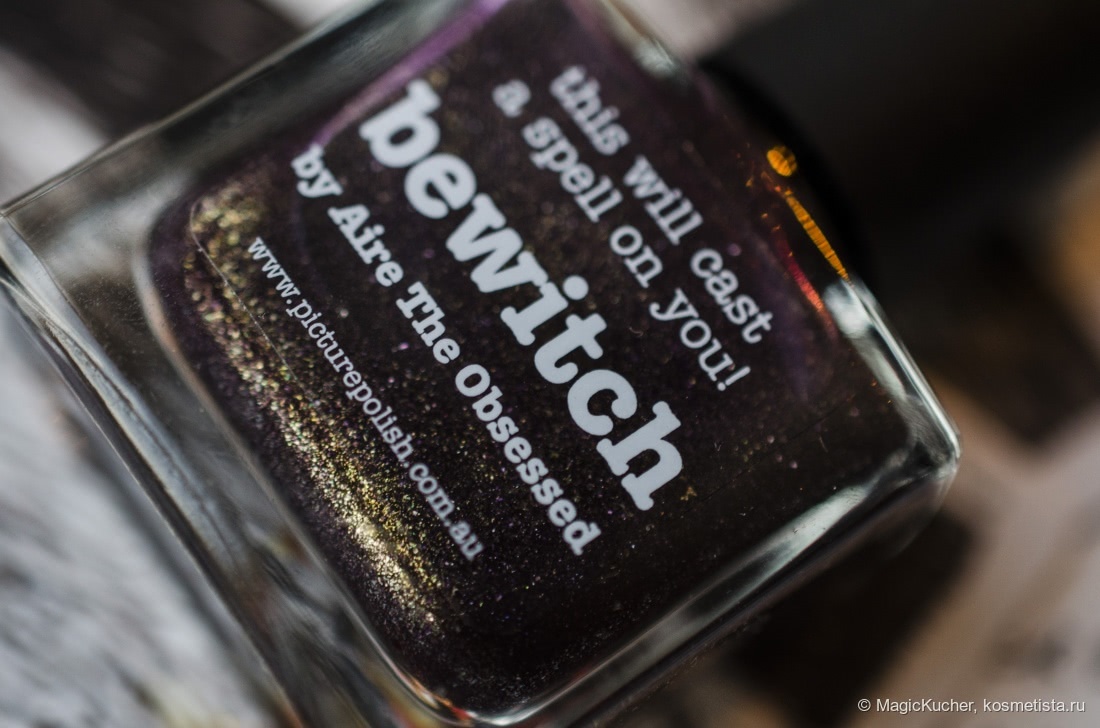 this will cast
a spell on you!
bewitch
by Aire The Obsessed
www.picturepolish.com.au
© MagicKucher, kosmetista.ru